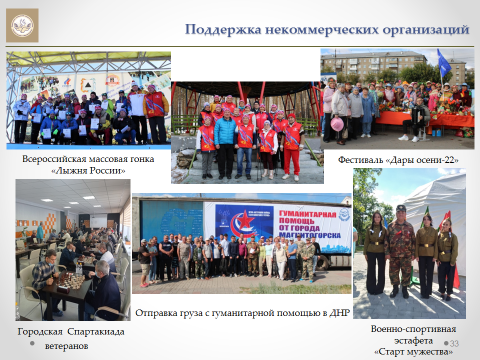 Поддержка некоммерческих организаций
Всероссийская массовая гонка
«Лыжня России»
Фестиваль «Дары осени-22»
ГУМАНИТАРНАЯ
ПОМОЩЬ
ОТ ГОРОДА
МАГНИТОГОРСКА
Городская Спартакиада
ветеранов
Отправка груза с гуманитарной помощью в ДНР
Военно-спортивная
эстафета
«Старт мужества»
33